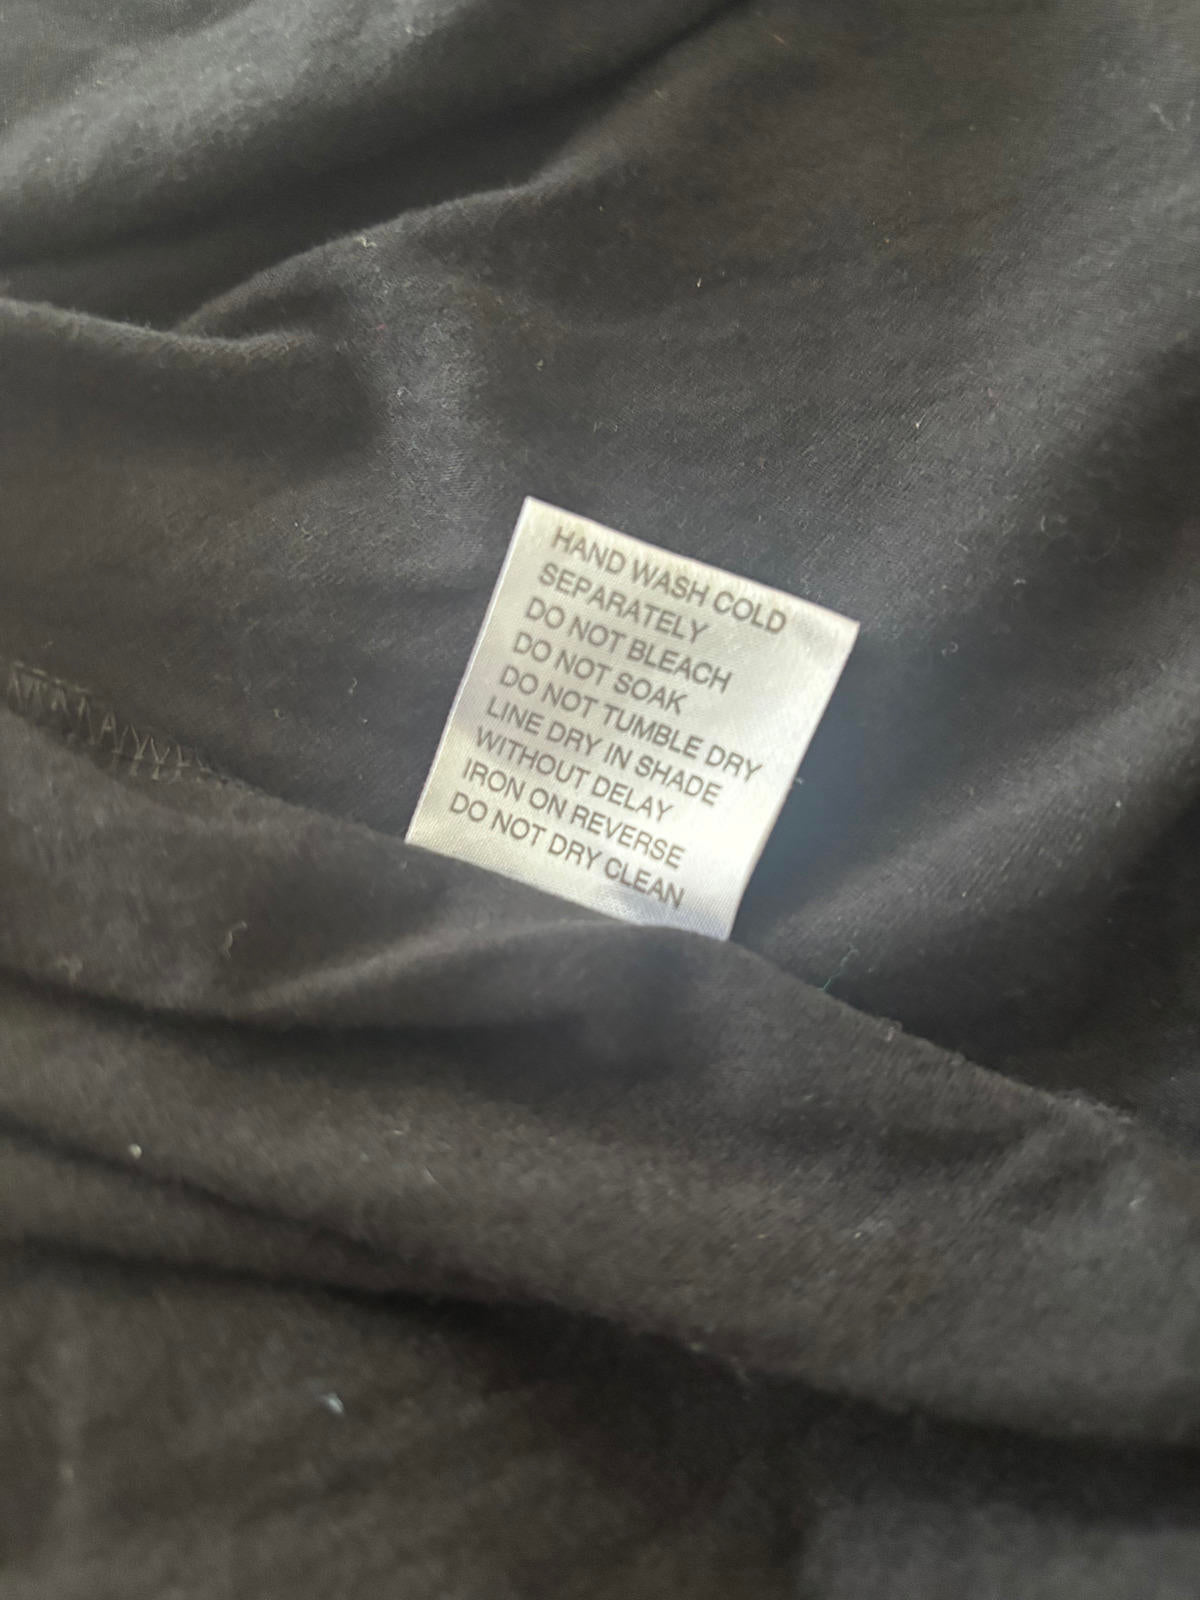 HAND WASH COLD
SEPARATELY
DO NOT BLEACH
DO NOT SOAK
DO NOT TUMBLE DRY
LINE DRY IN SHADE
WITHOUT DELAY
IRON ON REVERSE
DO NOT DRY CLEAN